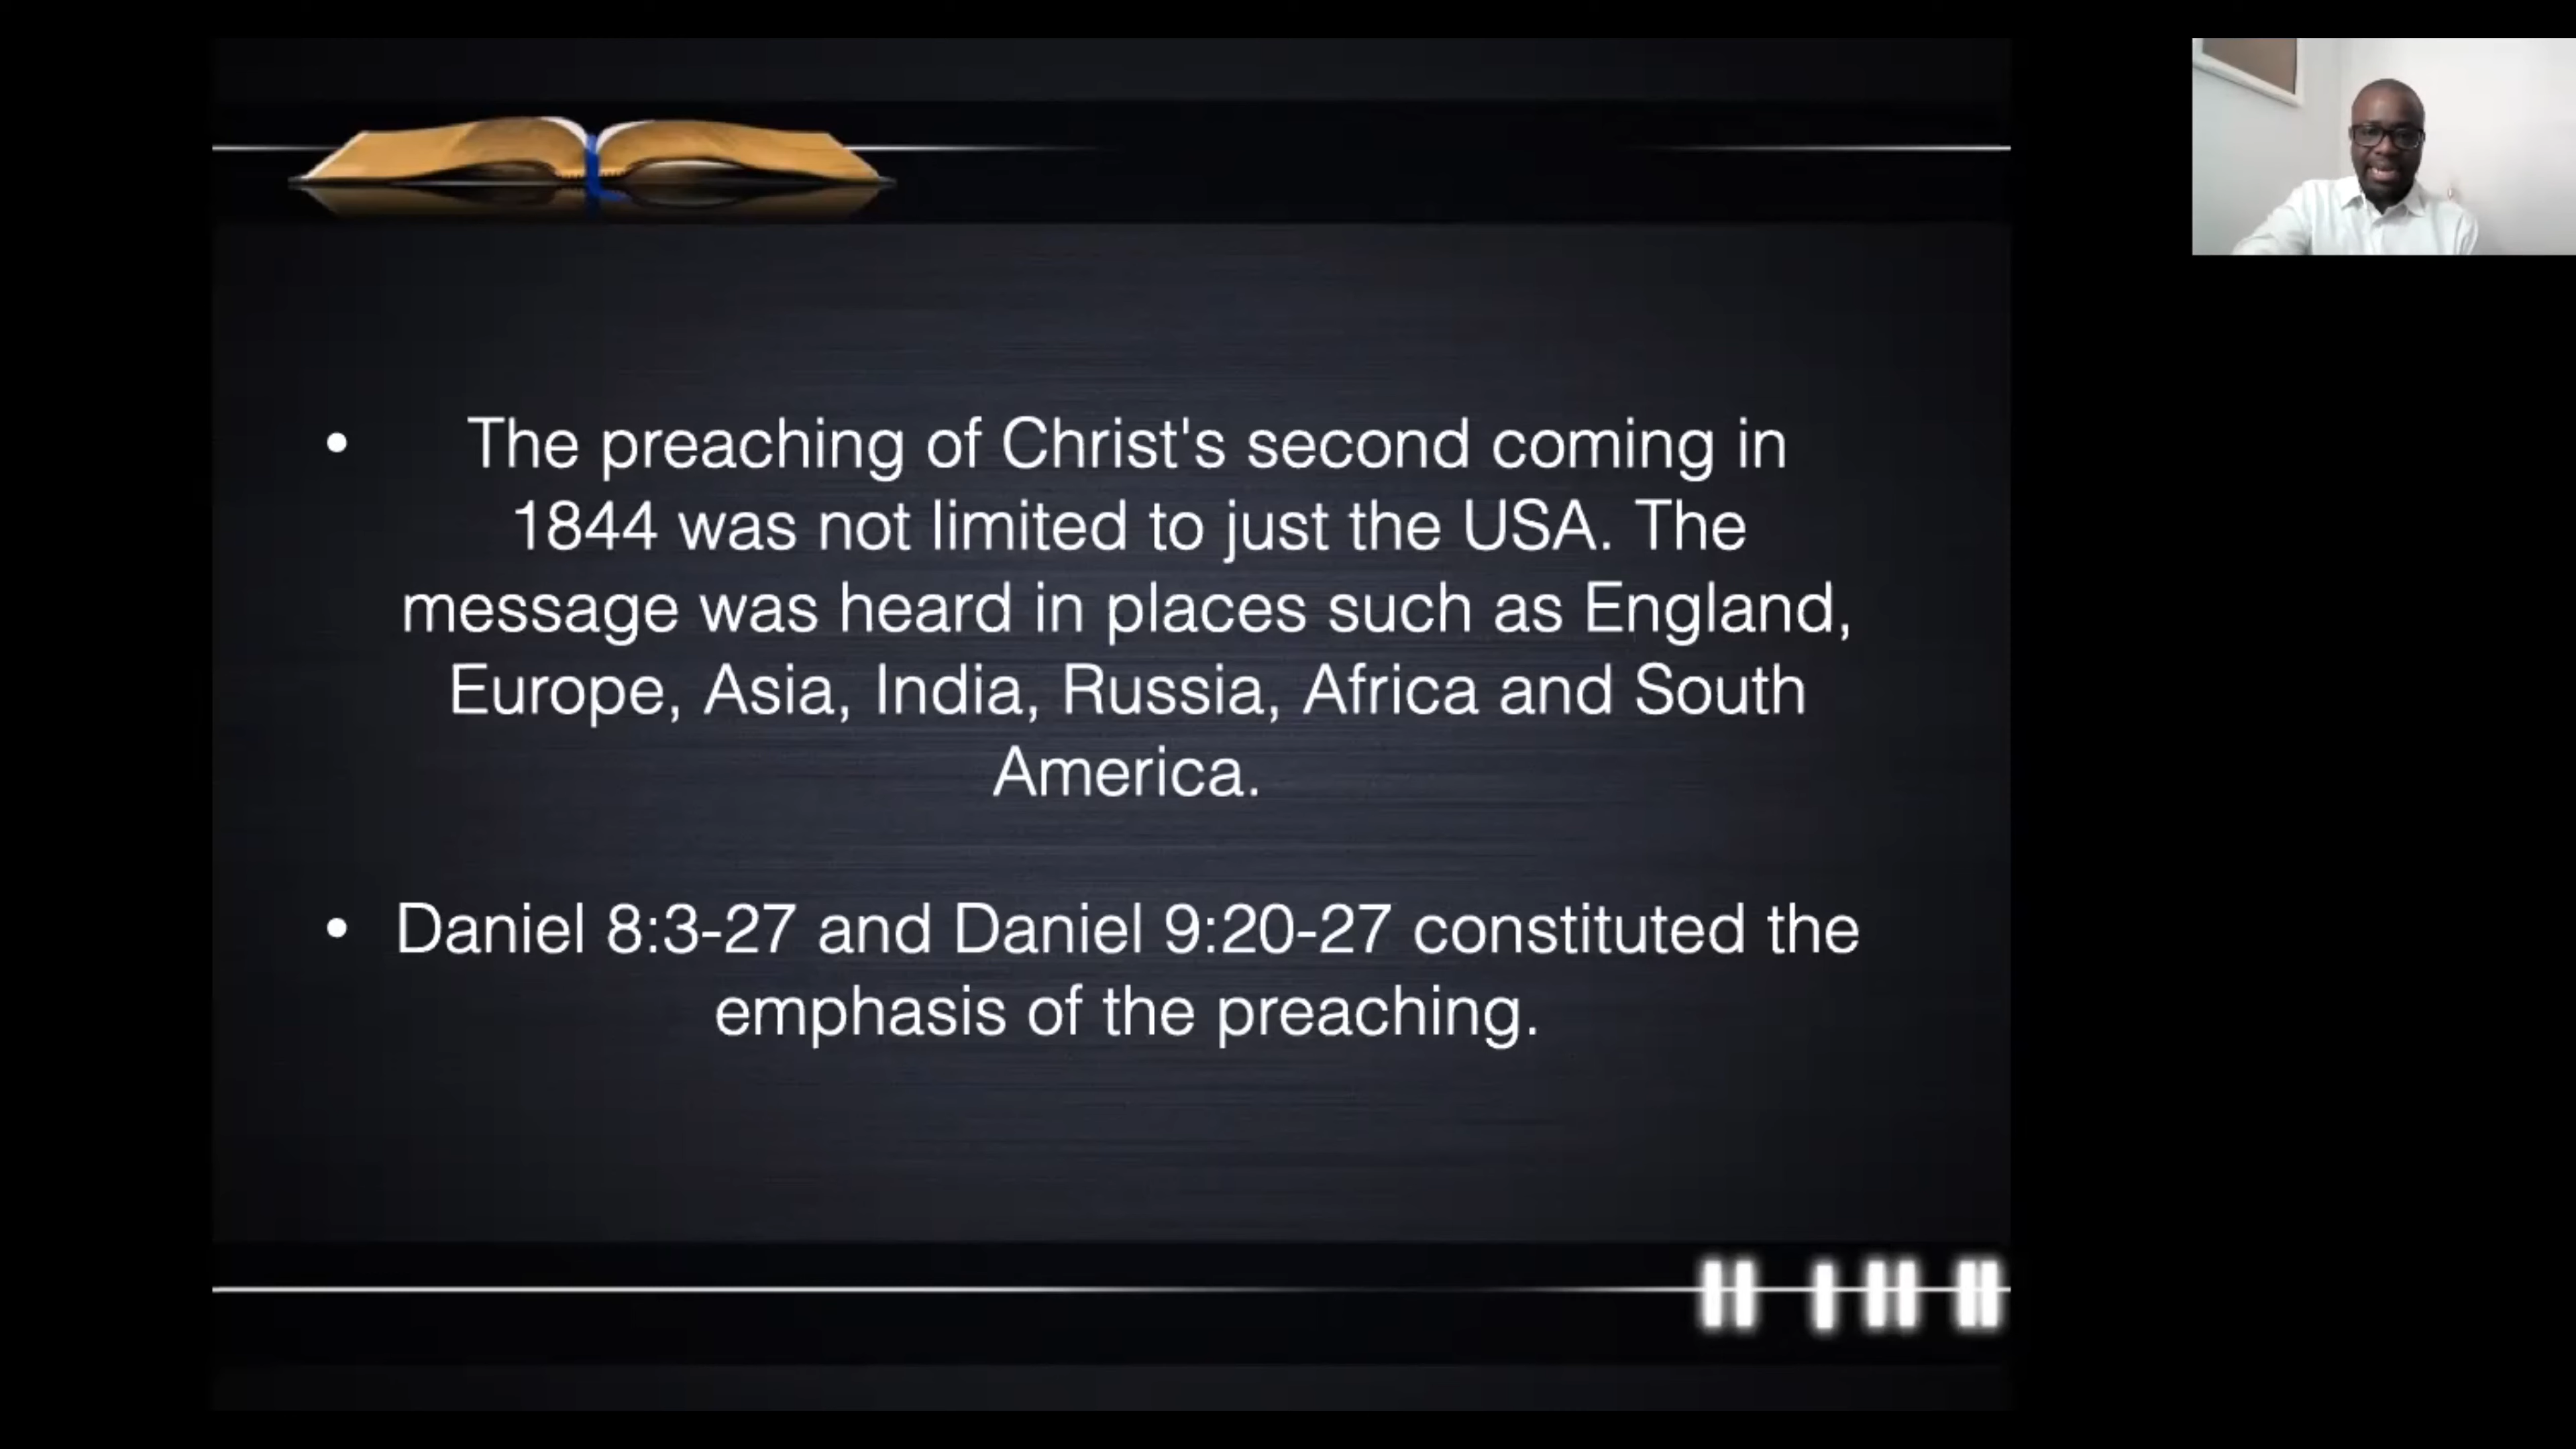 • The preaching of Christ's second coming in
1844 was not limited to just the USA. The
message was heard in places such as England,
Europe, Asia, India, Russia, Africa and South
America.
• Daniel 8:3-27 and Daniel 9:20-27 constituted the
emphasis of the preaching.